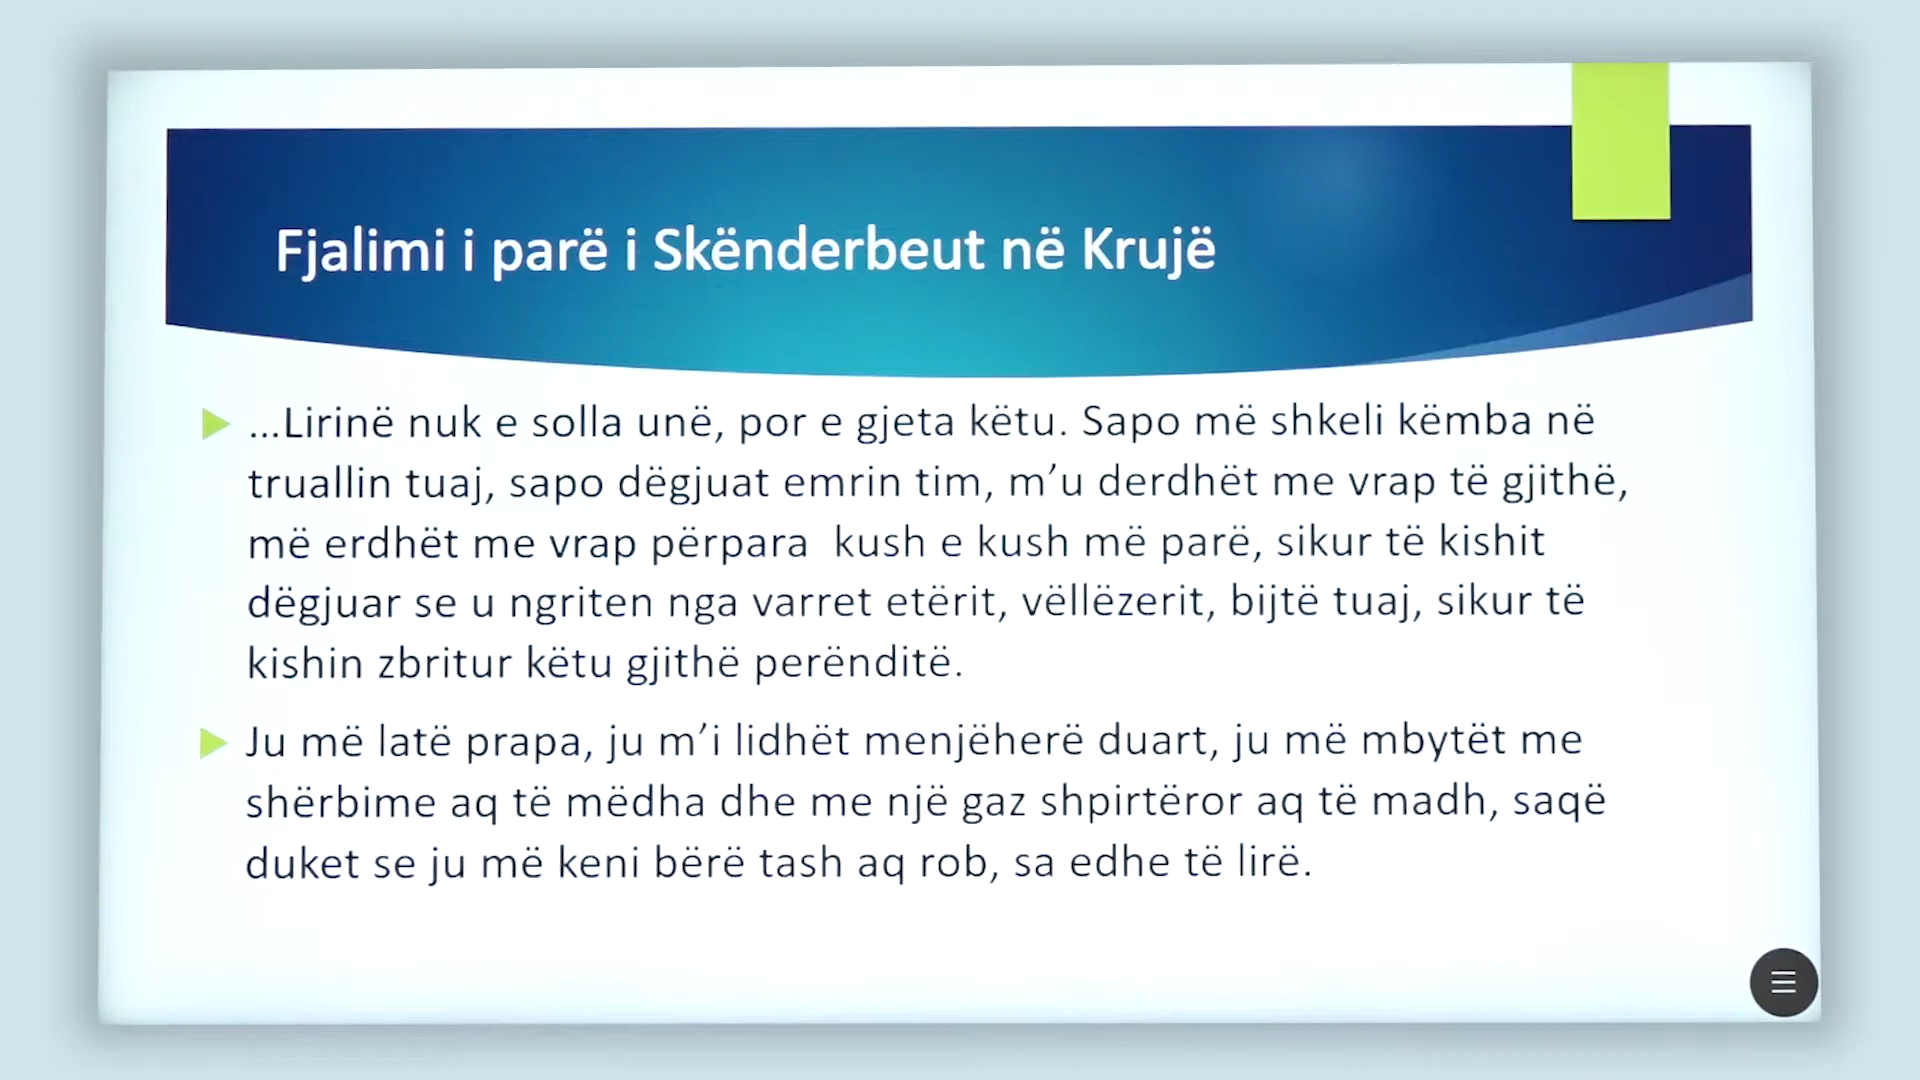 Fjalimi i parë i Skënderbeut në Krujë
...Lirinë nuk e solla unë, por e gjeta këtu. Sapo më shkeli këmba në
truallin tuaj, sapo dëgjuat emrin tim, m’u derdhët me vrap të gjithë,
më erdhët me vrap përpara kush e kush më parë, sikur të kishit
dëgjuar se u ngriten nga varret etërit, vëllëzerit, bijtë tuaj, sikur të
kishin zbritur këtu gjithë perënditë.
Ju më latë prapa, ju m’i lidhët menjëherë duart, ju më mbytët me
shërbime aq të mëdha dhe me një gaz shpirtëror aq të madh, saqë
duket se ju më keni bërë tash aq rob, sa edhe të lirë.